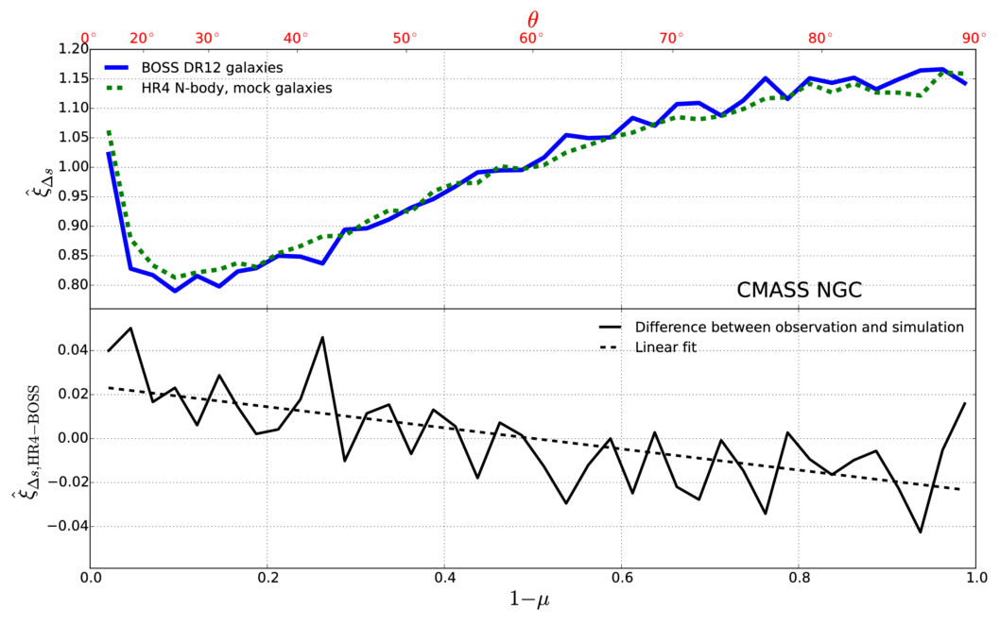 θ
0° 20° 30° 40° 50° 60° 70° 80° 90°
1.20
1.15
1.10
1.05
1.00
0.95
0.90
0.85
0.80
ξ̂Δs
BOSS DR12 galaxies
HR4 N-body, mock galaxies
CMASS NGC
0.04
0.02
0.00
−0.02
−0.04
ξ̂Δs,HR4−BOSS
Difference between observation and simulation
Linear fit
0.0 0.2 0.4 0.6 0.8 1.0
1−μ